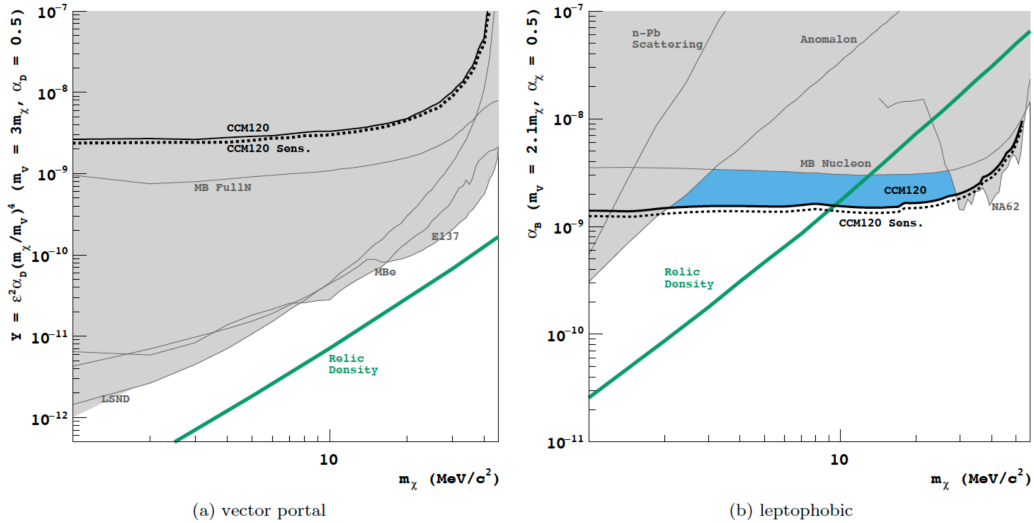 Y = ε²α_D(m_χ/m_V)⁴ (m_V = 3m_χ, α_D = 0.5)
10⁻⁷
10⁻⁸
10⁻⁹
10⁻¹⁰
10⁻¹¹
10⁻¹²
CCM120
CCM120 Sens.
MB FullN
E137
MBe
Relic
Density
LSND
10
m_χ (MeV/c²)
(a) vector portal
α_B (m_V = 2.1m_χ, α_χ = 0.5)
10⁻⁷
10⁻⁸
10⁻⁹
10⁻¹⁰
10⁻¹¹
n-Pb
Scattering
Anomalon
MB Nucleon
CCM120
NA62
CCM120 Sens.
Relic
Density
10
m_χ (MeV/c²)
(b) leptophobic